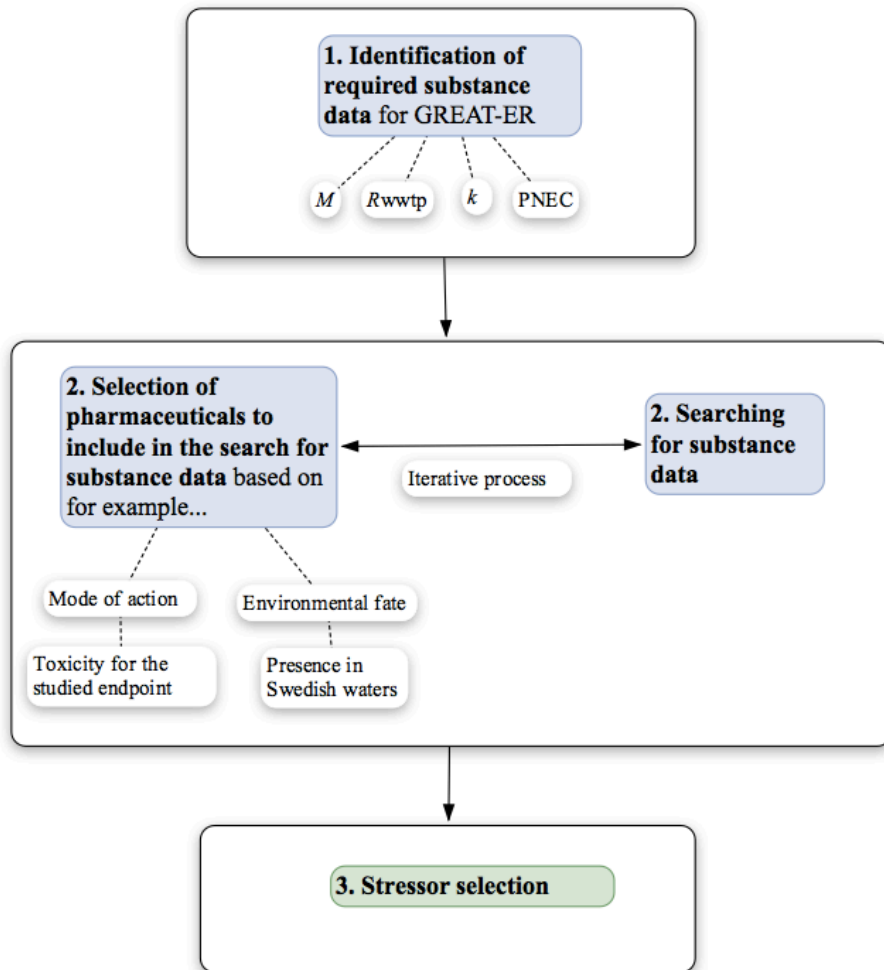 1. Identification of
required substance
data for GREAT-ER
M
Rwwtp
k
PNEC
2. Selection of
pharmaceuticals to
include in the search for
substance data based on
for example...
2. Searching
for substance
data
Iterative process
Mode of action
Environmental fate
Toxicity for the
studied endpoint
Presence in
Swedish waters
3. Stressor selection